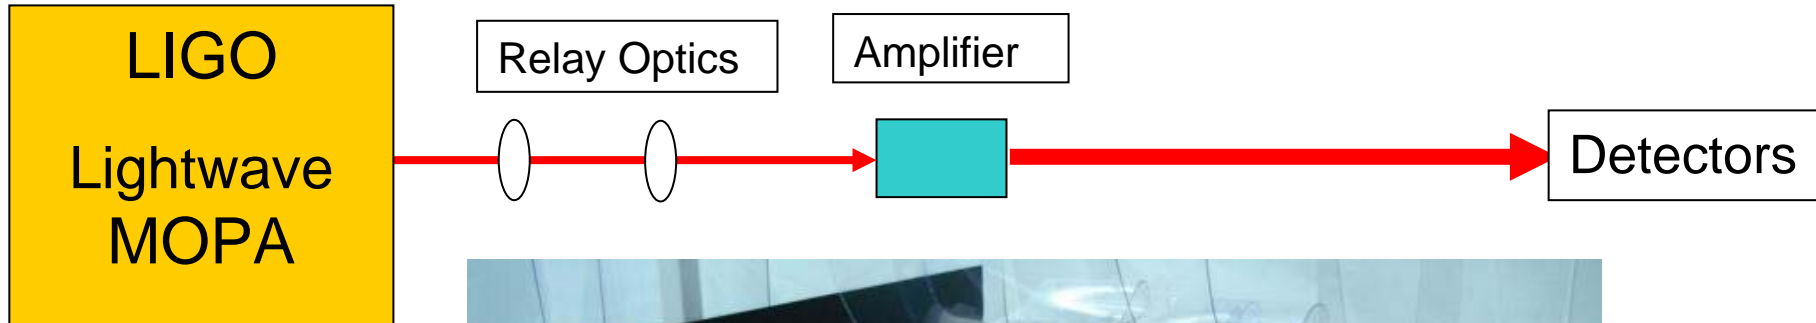 LIGO
Lightwave
MOPA
Relay Optics
Amplifier
Detectors